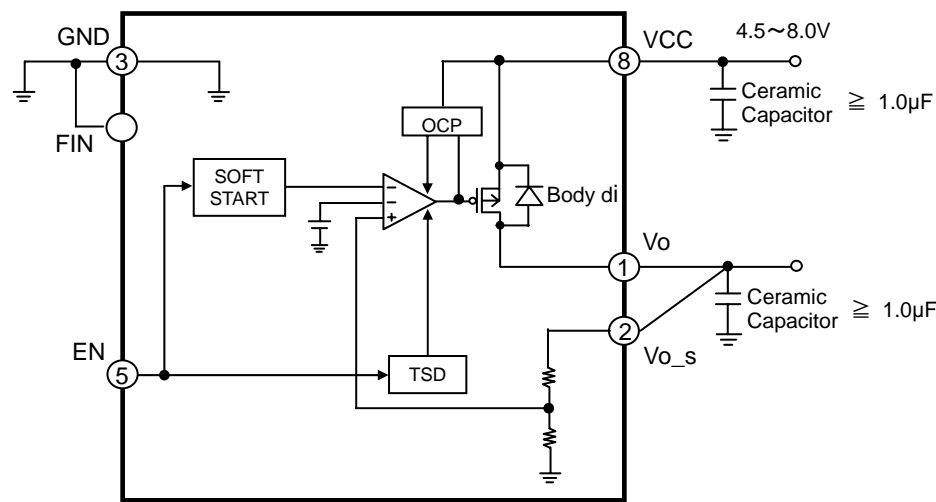 GND
3
FIN
VCC
8
4.5～8.0V
Ceramic
Capacitor ≧ 1.0µF
OCP
SOFT
START
−
−
+
Body di
Vo
1
Ceramic
Capacitor ≧ 1.0µF
2
Vo_s
EN
5
TSD